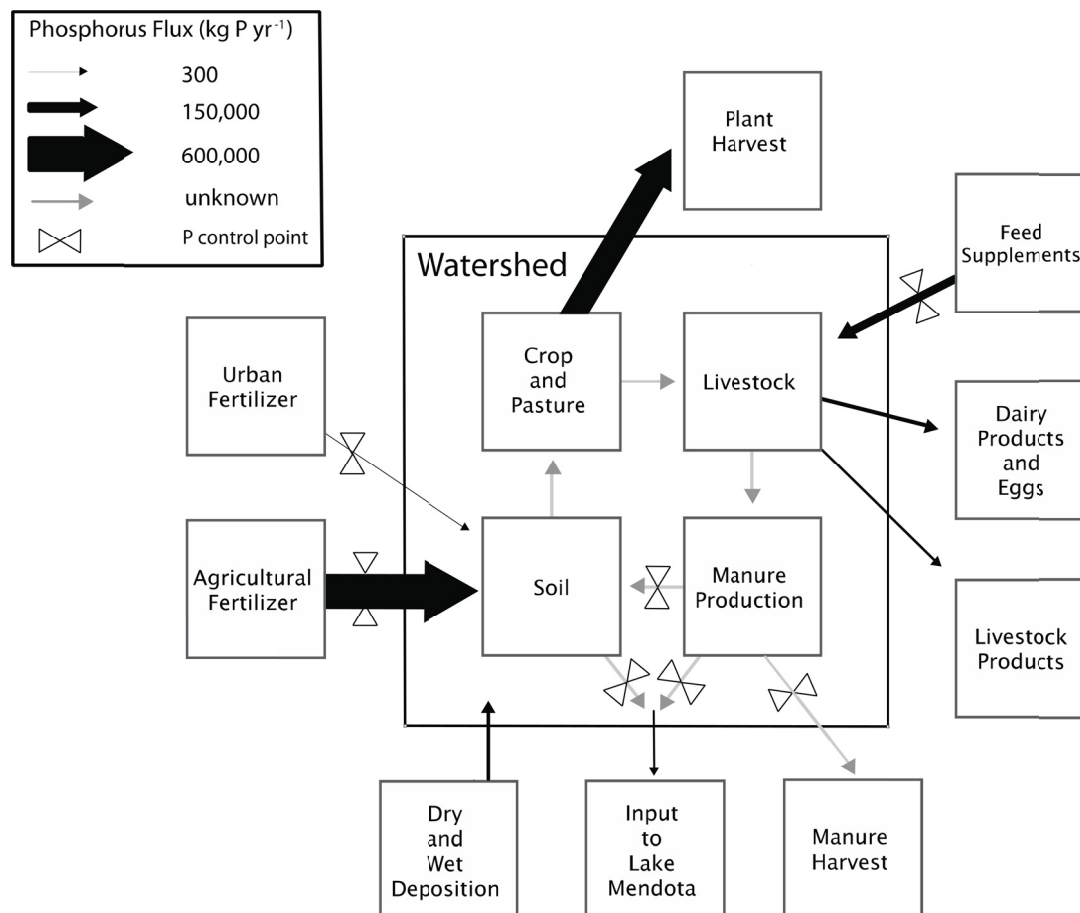 Phosphorus Flux (kg P yr⁻¹)
300
150,000
600,000
unknown
P control point
Plant
Harvest
Watershed
Feed
Supplements
Urban
Fertilizer
Crop
and
Pasture
Livestock
Dairy
Products
and
Eggs
Agricultural
Fertilizer
Soil
Manure
Production
Livestock
Products
Dry
and
Wet
Deposition
Input
to
Lake
Mendota
Manure
Harvest